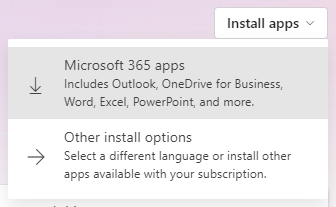 Install apps
Microsoft 365 apps
Includes Outlook, OneDrive for Business,
Word, Excel, PowerPoint, and more.
Other install options
Select a different language or install other
apps available with your subscription.